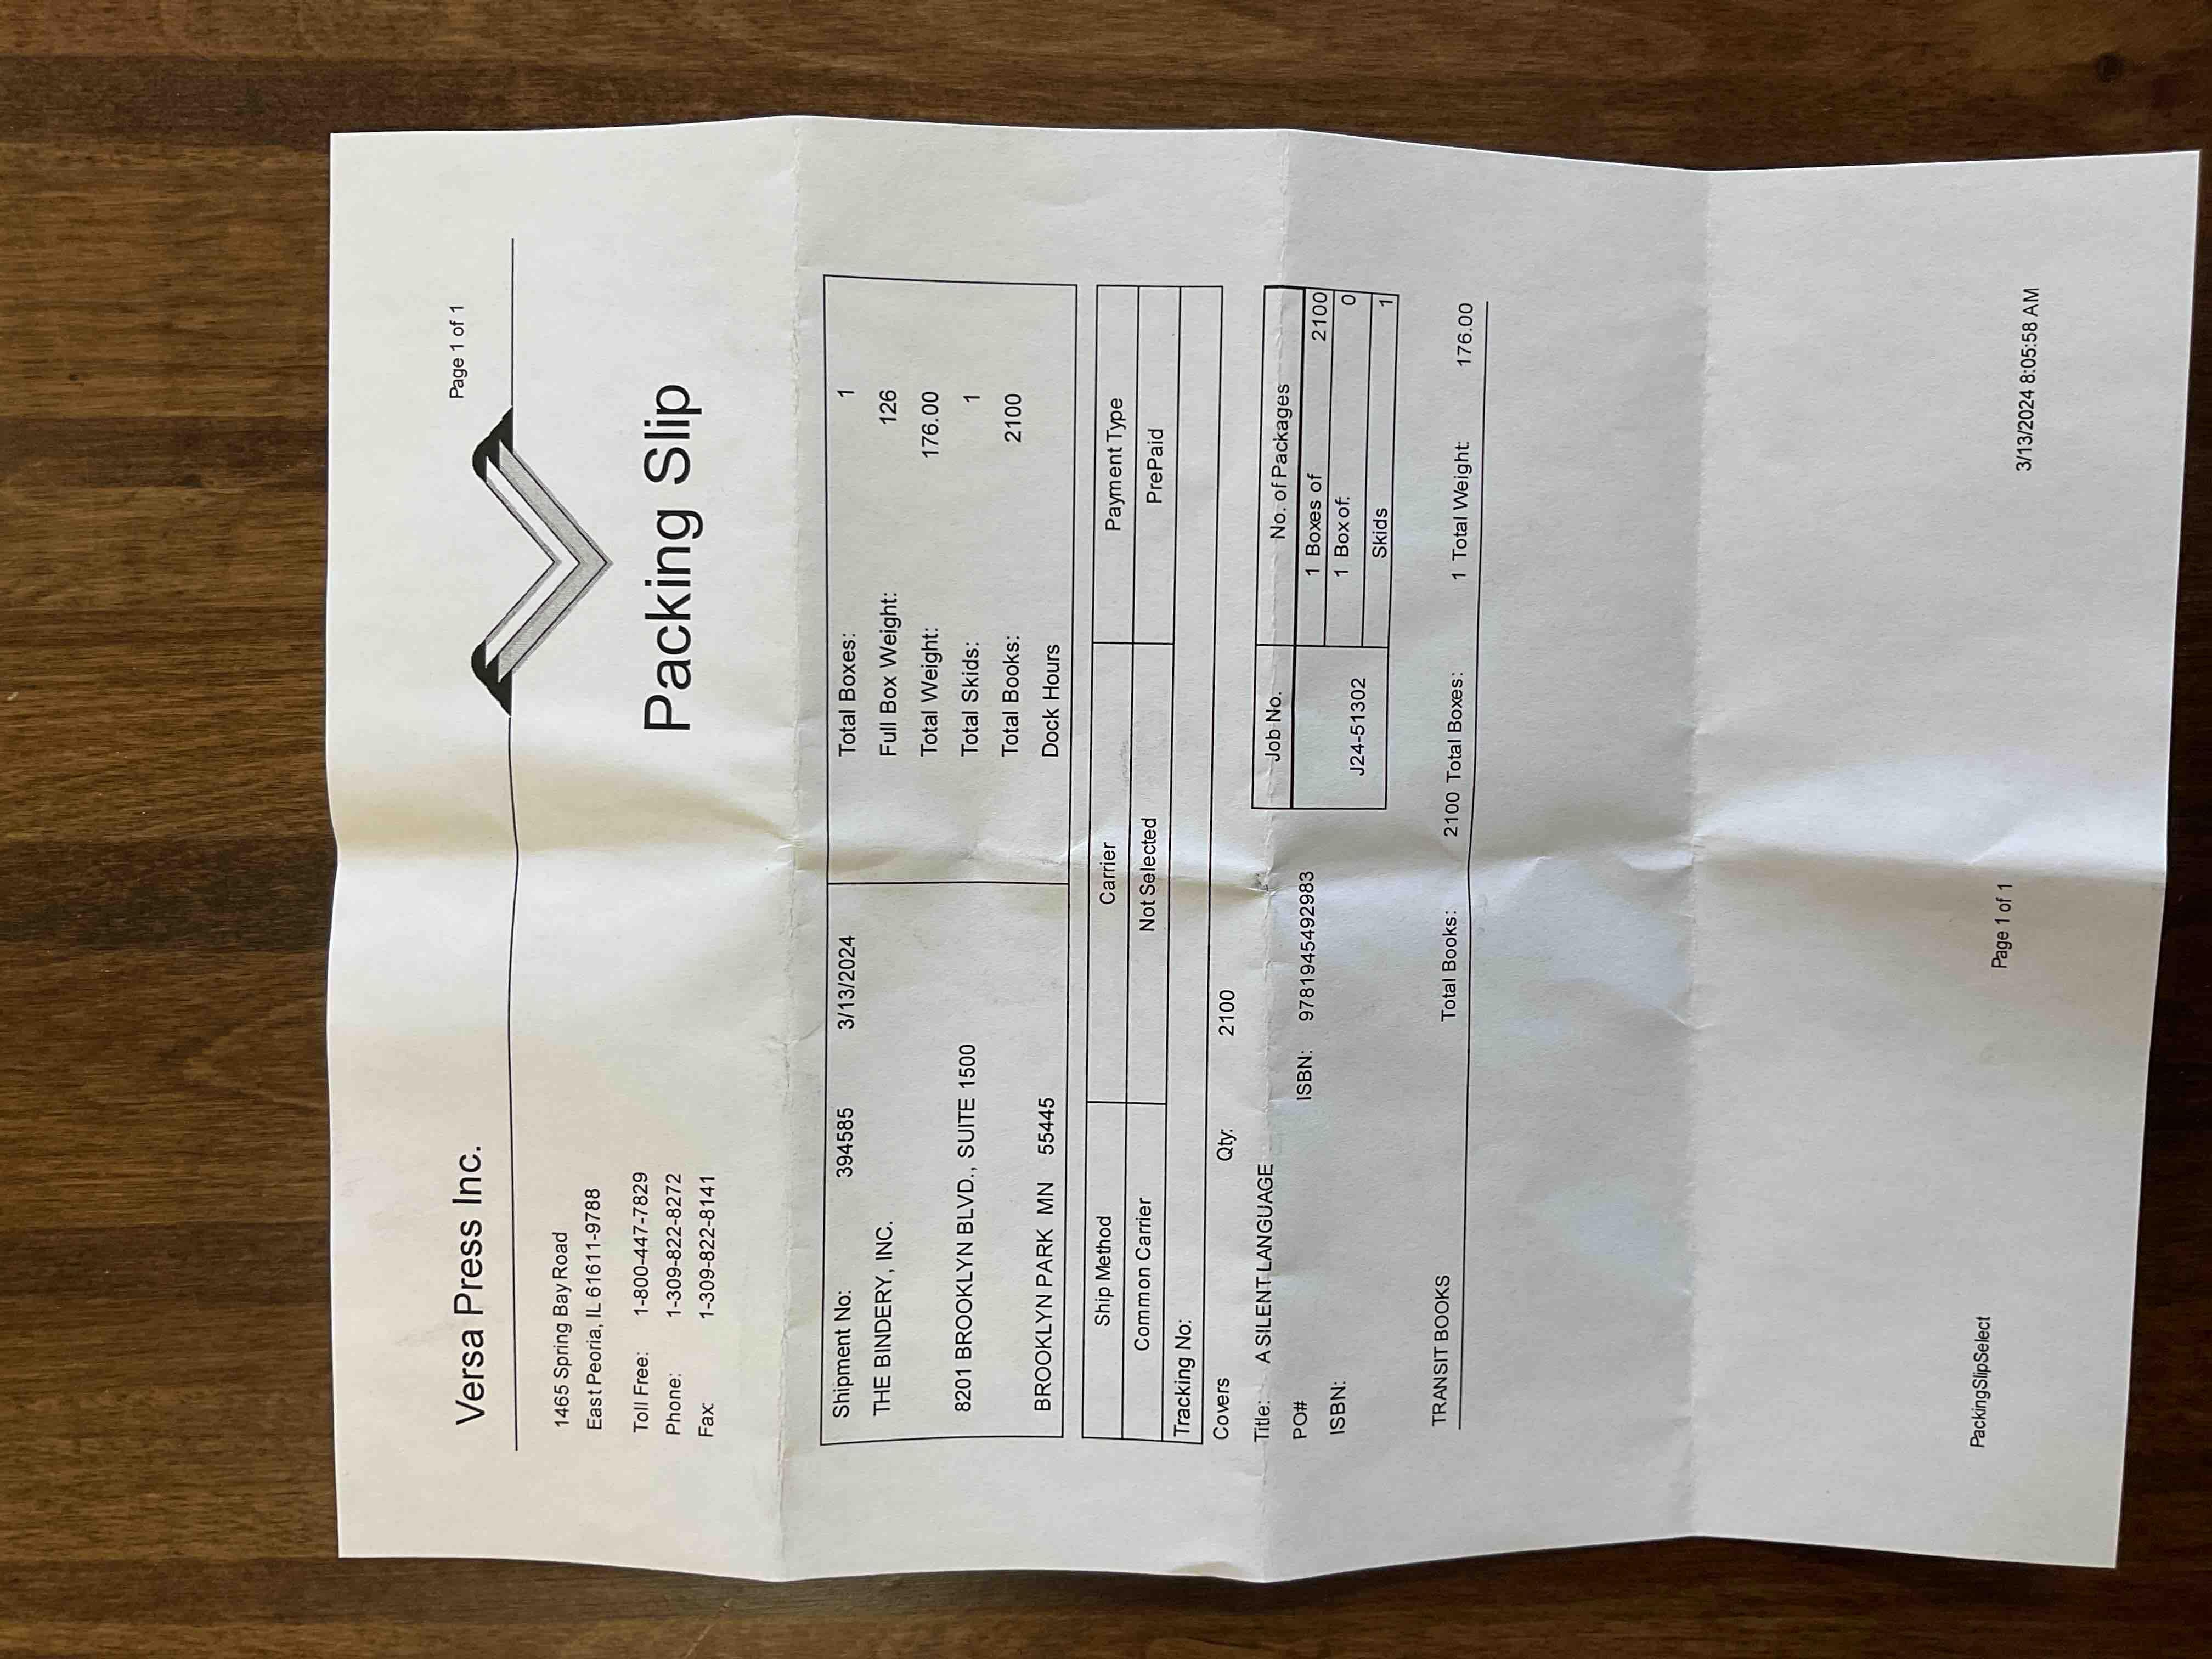 Page 1 of 1
Versa Press Inc.
1465 Spring Bay Road
East Peoria, IL 61611-9788
Toll Free: 1-800-447-7829
Phone: 1-309-822-8272
Fax: 1-309-822-8141
Packing Slip
Shipment No: 394585 3/13/2024 Total Boxes: 1
THE BINDERY, INC. Full Box Weight: 126
Total Weight: 176.00
8201 BROOKLYN BLVD., SUITE 1500 Total Skids: 1
Total Books: 2100
BROOKLYN PARK MN 55445 Dock Hours
Ship Method Carrier Payment Type
Common Carrier Not Selected PrePaid
Tracking No:
Covers Qty: 2100
Title: A SILENT LANGUAGE Job No. No. of Packages
PO# ISBN: 9781945492983 1 Boxes of 2100
ISBN: J24-51302 1 Box of: 0
Skids 1
TRANSIT BOOKS Total Books: 2100 Total Boxes: 1 Total Weight: 176.00
PackingSlipSelect Page 1 of 1 3/13/2024 8:05:58 AM